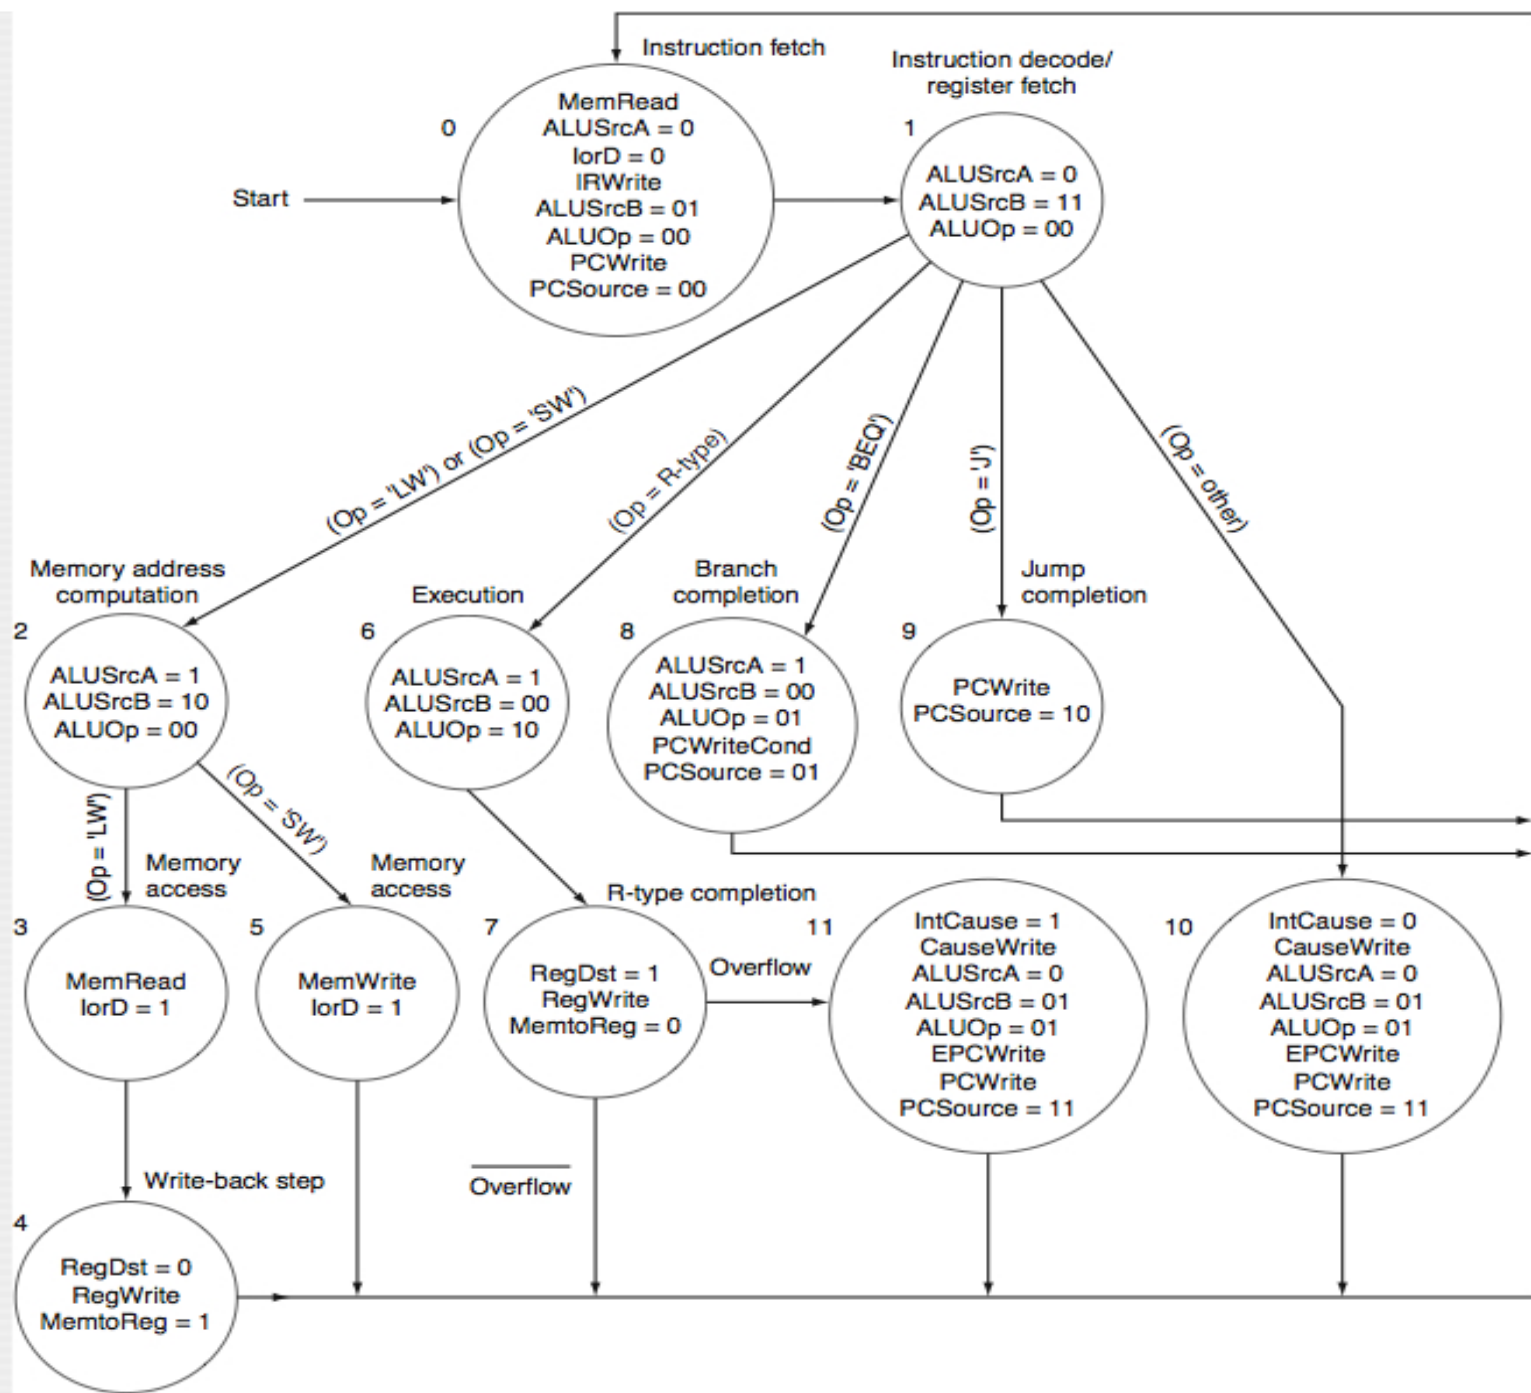 Instruction fetch
Instruction decode/
register fetch
0
MemRead
ALUSrcA = 0
IorD = 0
IRWrite
ALUSrcB = 01
ALUOp = 00
PCWrite
PCSource = 00
1
ALUSrcA = 0
ALUSrcB = 11
ALUOp = 00
Start
(Op = 'LW') or (Op = 'SW')
(Op = R-type)
(Op = 'BEQ')
(Op = 'J')
(Op = other)
Memory address
computation
2
ALUSrcA = 1
ALUSrcB = 10
ALUOp = 00
Execution
6
ALUSrcA = 1
ALUSrcB = 00
ALUOp = 10
Branch
completion
8
ALUSrcA = 1
ALUSrcB = 00
ALUOp = 01
PCWriteCond
PCSource = 01
Jump
completion
9
PCWrite
PCSource = 10
(Op = 'LW')
(Op = 'SW')
Memory
access
3
MemRead
IorD = 1
Memory
access
5
MemWrite
IorD = 1
R-type completion
7
RegDst = 1
RegWrite
MemtoReg = 0
Overflow
11
IntCause = 1
CauseWrite
ALUSrcA = 0
ALUSrcB = 01
ALUOp = 01
EPCWrite
PCWrite
PCSource = 11
10
IntCause = 0
CauseWrite
ALUSrcA = 0
ALUSrcB = 01
ALUOp = 01
EPCWrite
PCWrite
PCSource = 11
Write-back step
Overflow
4
RegDst = 0
RegWrite
MemtoReg = 1